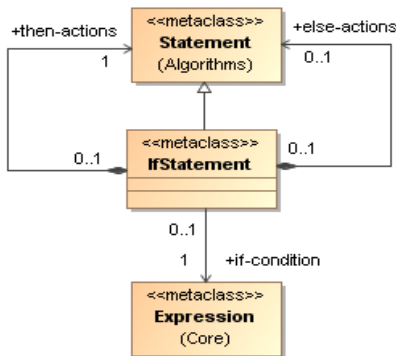 <<metaclass>>
+then-actions
Statement
+else-actions
1
(Algorithms)
0..1
<<metaclass>>
0..1
IfStatement
0..1
0..1
1
+if-condition
<<metaclass>>
Expression
(Core)